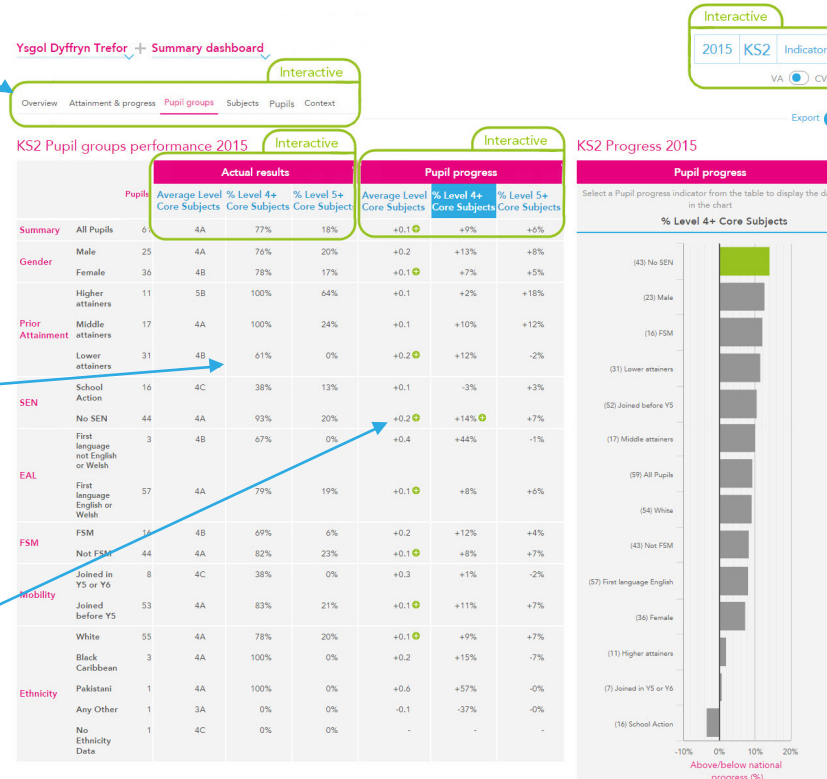 Interactive
2015 KS2 Indicator
VA CV
Export
Ysgol Dyffryn Trefor + Summary dashboard
Interactive
Overview Attainment & progress Pupil groups Subjects Pupils Context
KS2 Pupil groups performance 2015
Interactive
Interactive
Actual results Pupil progress
Pupils Average Level Core Subjects % Level 4+ Core Subjects % Level 5+ Core Subjects Average Level Core Subjects % Level 4+ Core Subjects % Level 5+ Core Subjects
Summary All Pupils 61 4A 77% 18% +0.1 +9% +6%
Gender
Male 25 4A 76% 20% +0.2 +13% +8%
Female 36 4B 78% 17% +0.1 +7% +5%
Prior Attainment
Higher attainers 11 5B 100% 64% +0.1 +2% +18%
Middle attainers 17 4A 100% 24% +0.1 +10% +12%
Lower attainers 31 4B 61% 0% +0.2 +12% -2%
SEN
School Action 16 4C 38% 13% +0.1 -3% +3%
No SEN 44 4A 93% 20% +0.2 +14% +7%
EAL
First language not English or Welsh 3 4B 67% 0% +0.4 +44% -1%
First language English or Welsh 57 4A 79% 19% +0.1 +8% +6%
FSM
FSM 16 4B 69% 6% +0.2 +12% +4%
Not FSM 44 4A 82% 23% +0.1 +8% +7%
Mobility
Joined in Y5 or Y6 8 4C 38% 0% +0.3 +1% -2%
Joined before Y5 53 4A 83% 21% +0.1 +11% +7%
Ethnicity
White 55 4A 78% 20% +0.1 +9% +7%
Black Caribbean 3 4A 100% 0% +0.2 +15% -7%
Pakistani 1 4A 100% 0% +0.6 +57% -0%
Any Other 1 3A 0% 0% -0.1 -37% -0%
No Ethnicity Data 1 4C 0% 0% - - -
KS2 Progress 2015
Pupil progress
Select a Pupil progress indicator from the table to display the da
in the chart
% Level 4+ Core Subjects
(43) No SEN
(23) Male
(16) FSM
(31) Lower attainers
(52) Joined before Y5
(17) Middle attainers
(59) All Pupils
(54) White
(43) Not FSM
(57) First language English
(36) Female
(11) Higher attainers
(7) Joined in Y5 or Y6
(16) School Action
-10% 0% 10% 20%
Above/below national
progress (%)